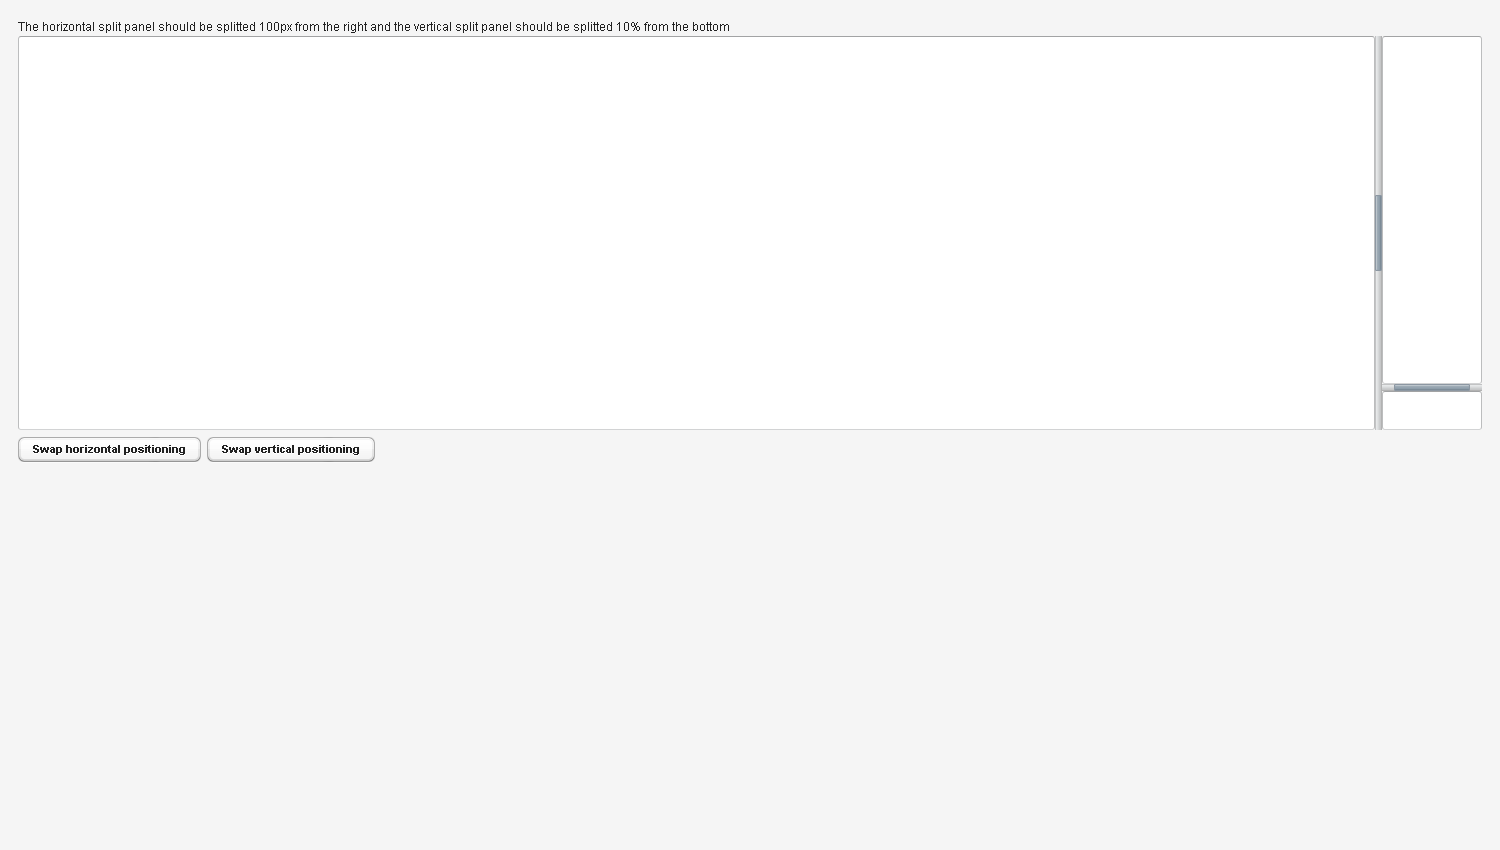 The horizontal split panel should be splitted 100px from the right and the vertical split panel should be splitted 10% from the bottom
Swap horizontal positioning Swap vertical positioning